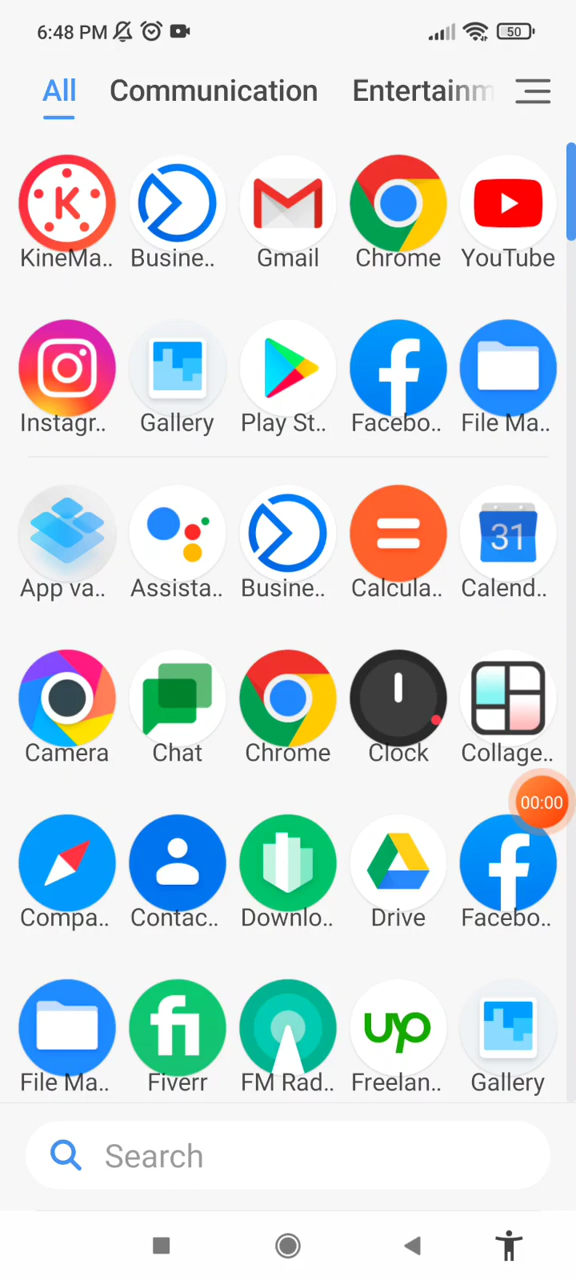 6:48 PM 50
All Communication Entertainm
K
KineMa.. Busine.. Gmail Chrome YouTube
Instagr.. Gallery Play St.. Facebo.. File Ma..
31
App va.. Assista.. Busine.. Calcula.. Calend..
Camera Chat Chrome Clock Collage..
00:00
Compa.. Contac.. Downlo.. Drive Facebo..
fi up
File Ma.. Fiverr FM Rad.. Freelan.. Gallery
Search